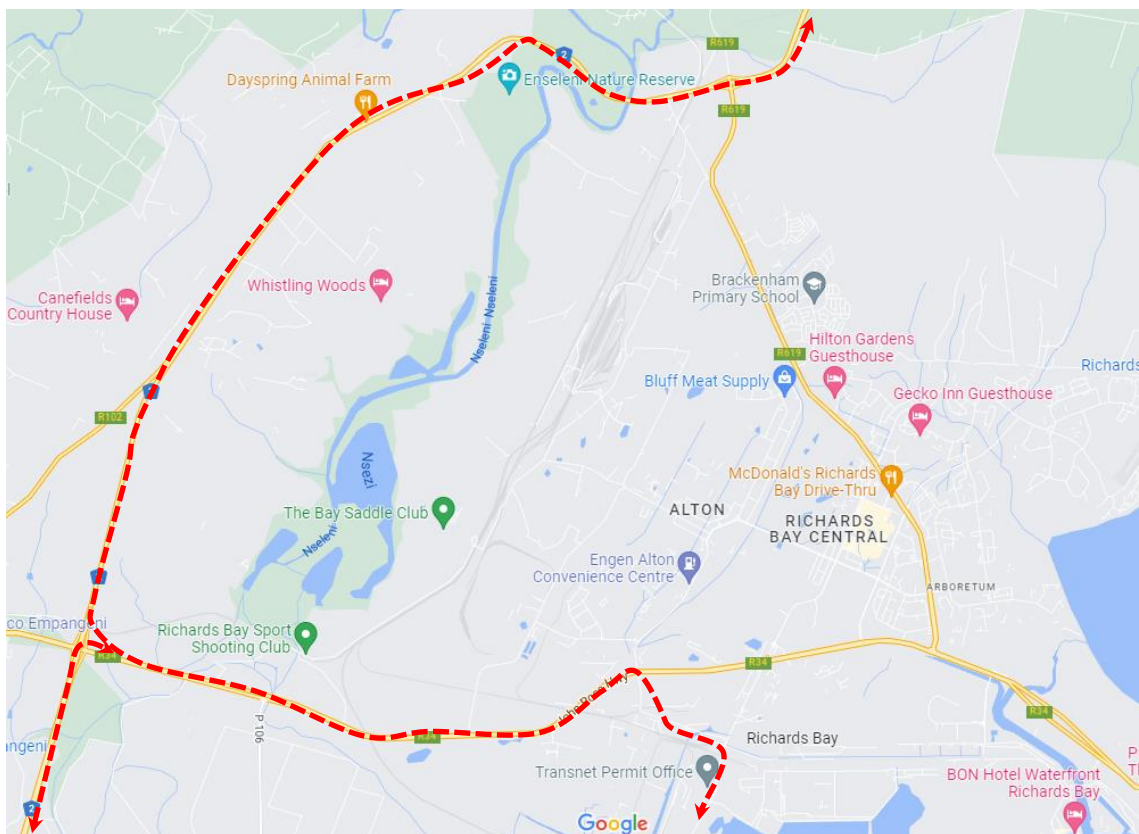 R619
2
Dayspring Animal Farm
Enseleni Nature Reserve
R619
Whistling Woods
Canefields
Country House
Nseleni Nseleni
Brackenham
Primary School
R619
Hilton Gardens
Guesthouse
Bluff Meat Supply
Richards
Gecko Inn Guesthouse
R102
Nsezi
McDonald's Richards
Bay Drive-Thru
The Bay Saddle Club
ALTON
RICHARDS
BAY CENTRAL
Nseleni
Engen Alton
Convenience Centre
ARBORETUM
co Empangeni
Richards Bay Sport
Shooting Club
R34
R34
P 106
R34
R34
angeni
Richards Bay
Transnet Permit Office
BON Hotel Waterfront
Richards Bay
P
T
2
Google